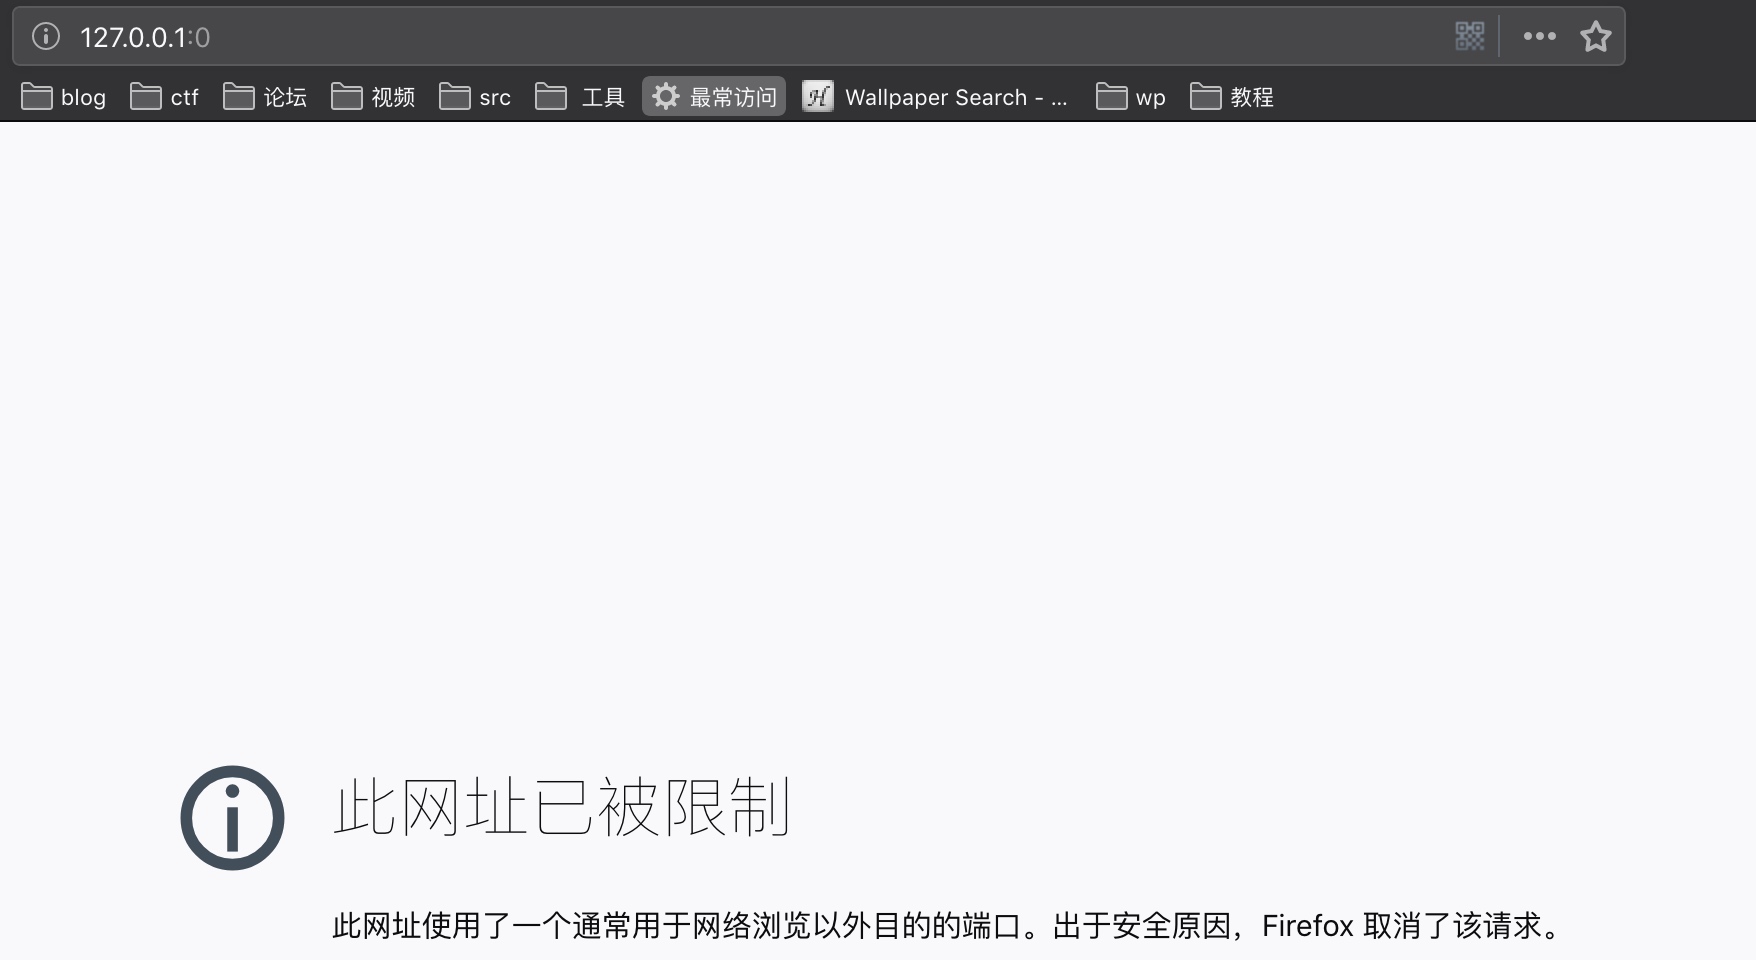 127.0.0.1:0
blog ctf 论坛 视频 src 工具 最常访问 Wallpaper Search - ... wp 教程
此网址已被限制
此网址使用了一个通常用于网络浏览以外目的的端口。出于安全原因，Firefox 取消了该请求。